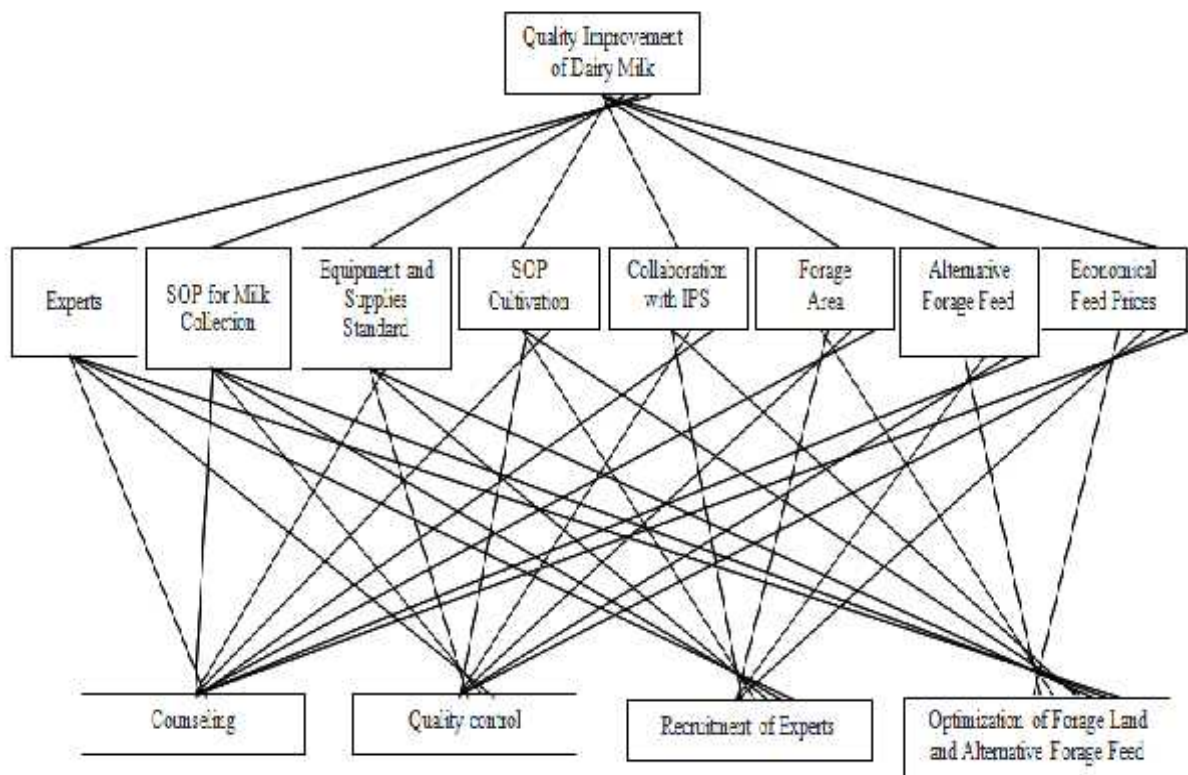 Quality Improvement
of Dairy Milk
Experts
SOP for Milk
Collection
Equipment and
Supplies
Standard
SOP
Cultivation
Collaboration
with IPS
Forage
Area
Alternative
Forage Feed
Economical
Feed Prices
Counseling
Quality control
Recruitment of Experts
Optimization of Forage Land
and Alternative Forage Feed